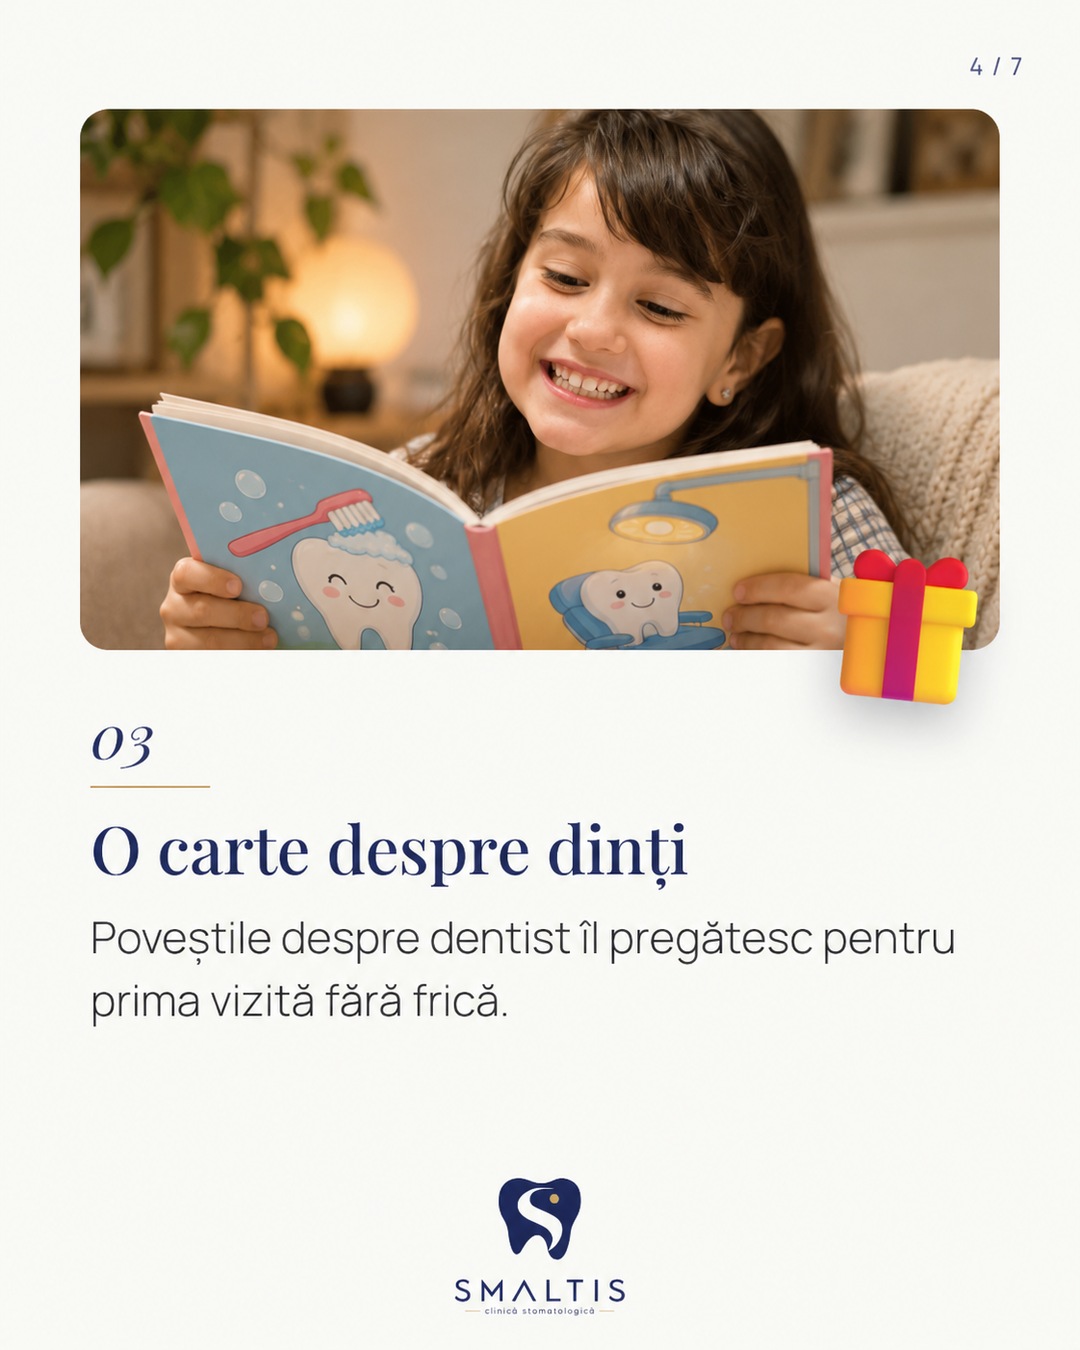 4 / 7
03
O carte despre dinți
Poveștile despre dentist îl pregătesc pentru
prima vizită fără frică.
SMALTIS
clinică stomatologică